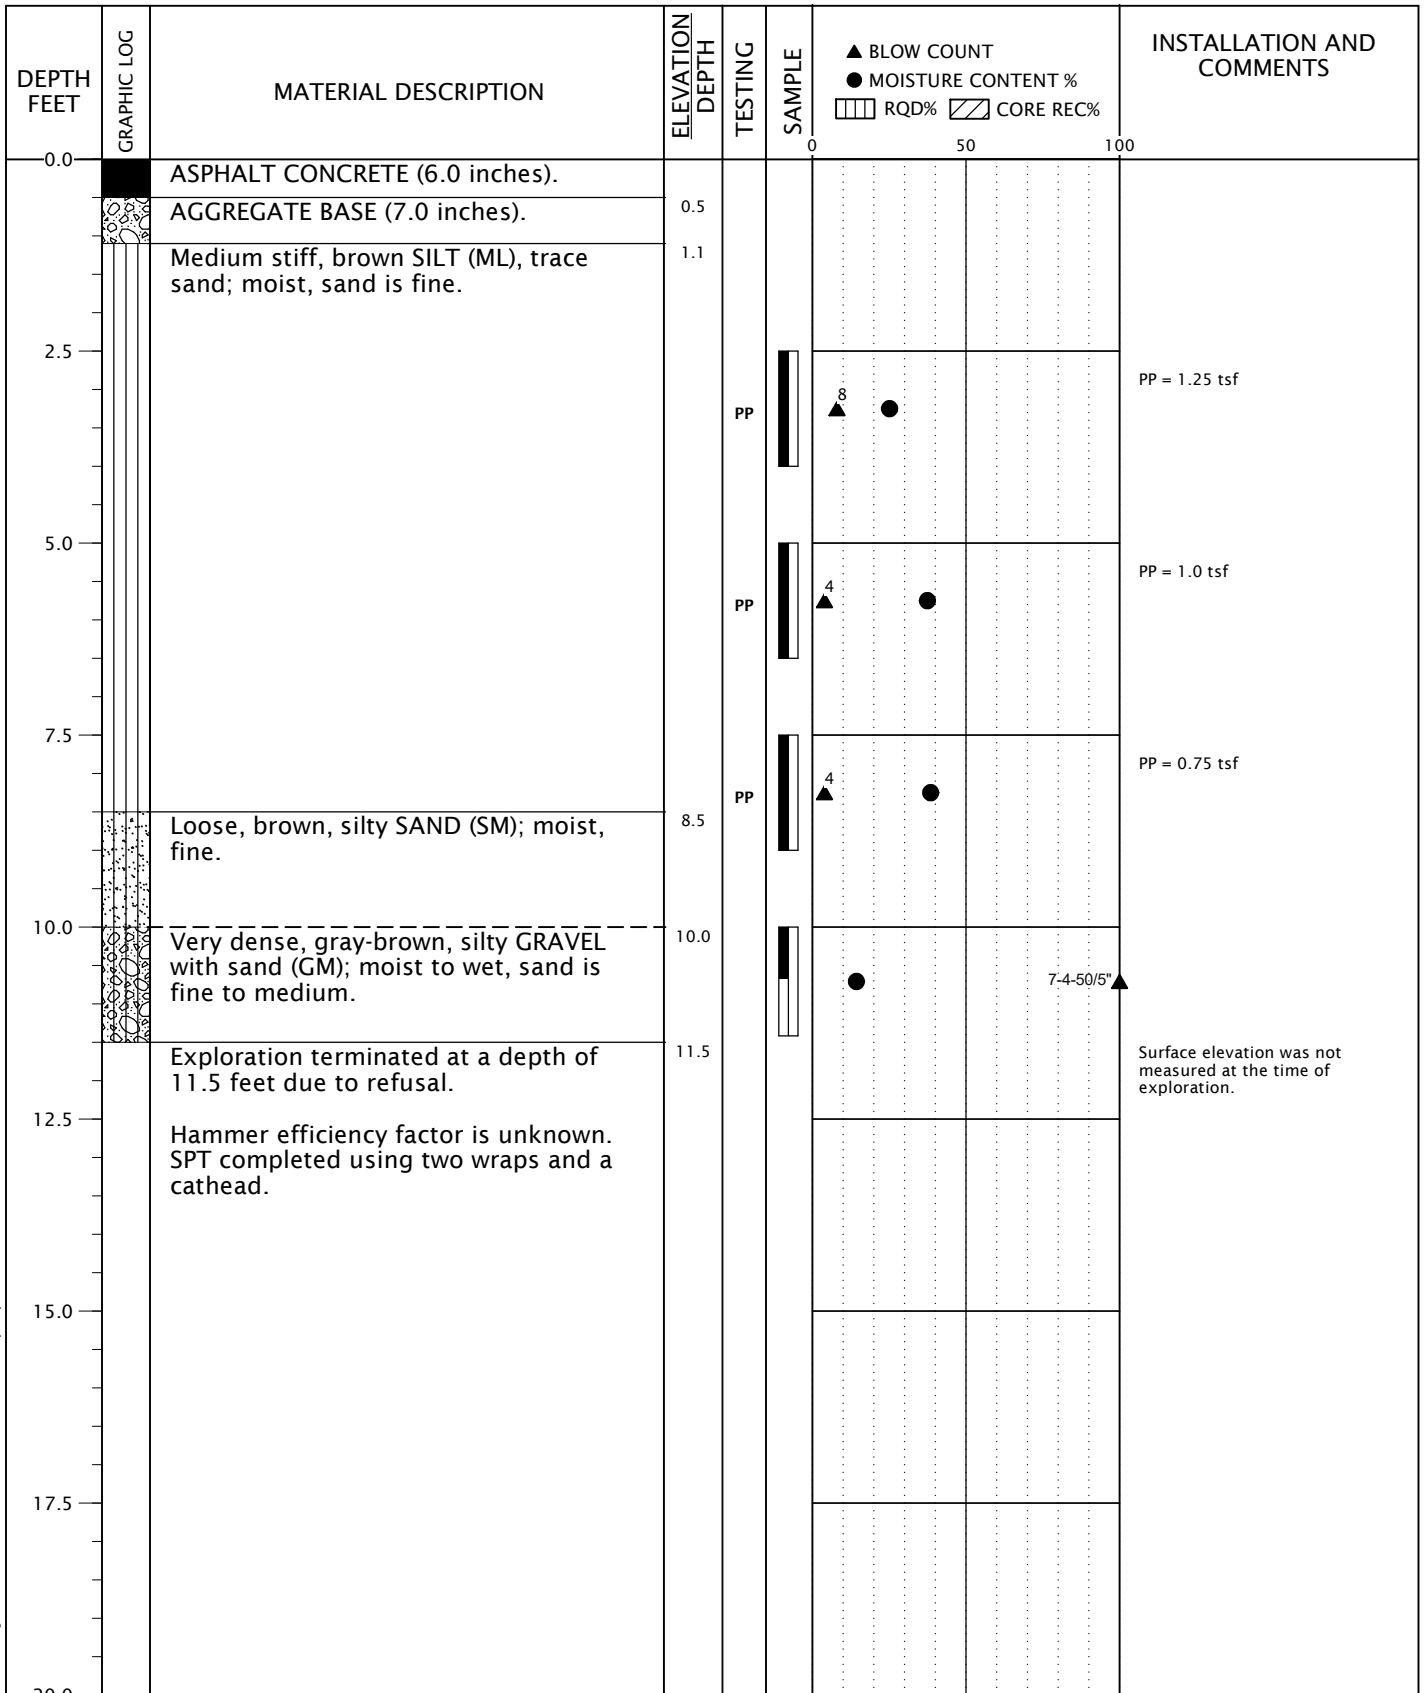 DEPTH
FEET
GRAPHIC LOG
MATERIAL DESCRIPTION
ELEVATION
DEPTH
TESTING
SAMPLE
▲ BLOW COUNT
● MOISTURE CONTENT %
RQD% CORE REC%
0 50 100
INSTALLATION AND
COMMENTS
0.0
ASPHALT CONCRETE (6.0 inches).
0.5
AGGREGATE BASE (7.0 inches).
1.1
Medium stiff, brown SILT (ML), trace
sand; moist, sand is fine.
2.5
PP
8
PP = 1.25 tsf
5.0
PP
4
PP = 1.0 tsf
7.5
PP
4
PP = 0.75 tsf
8.5
Loose, brown, silty SAND (SM); moist,
fine.
10.0
10.0
Very dense, gray-brown, silty GRAVEL
with sand (GM); moist to wet, sand is
fine to medium.
7-4-50/5"
11.5
Exploration terminated at a depth of
11.5 feet due to refusal.
Surface elevation was not
measured at the time of
exploration.
12.5
Hammer efficiency factor is unknown.
SPT completed using two wraps and a
cathead.
15.0
17.5